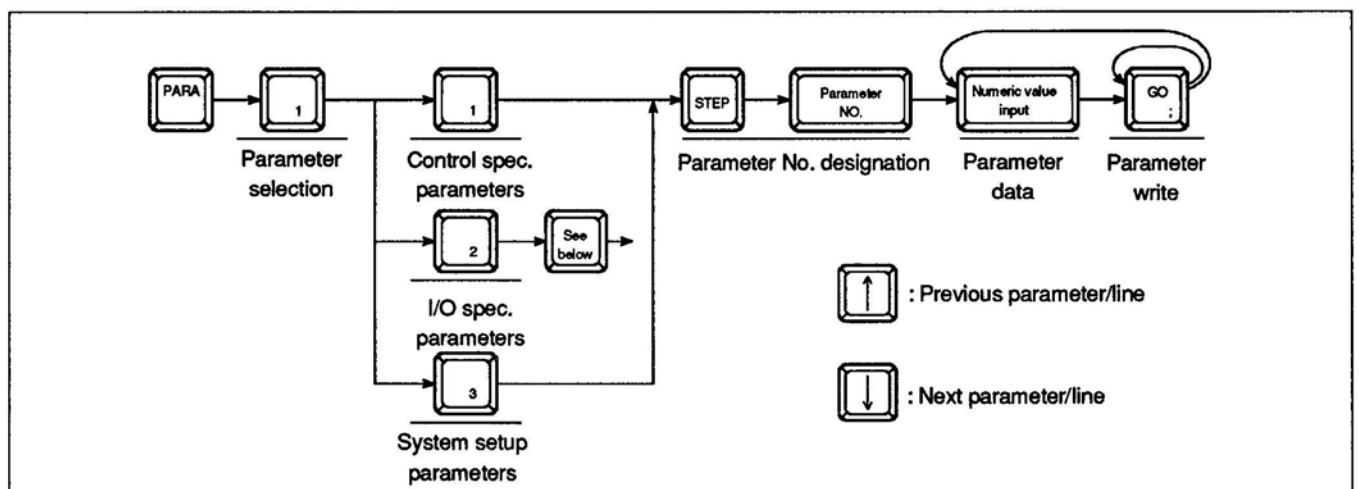 PARA
1
Parameter
selection
1
Control spec.
parameters
2
See
below
I/O spec.
parameters
3
System setup
parameters
STEP
Parameter
NO.
Parameter No. designation
Numeric value
input
Parameter
data
GO
;
Parameter
write
↑ : Previous parameter/line
↓ : Next parameter/line